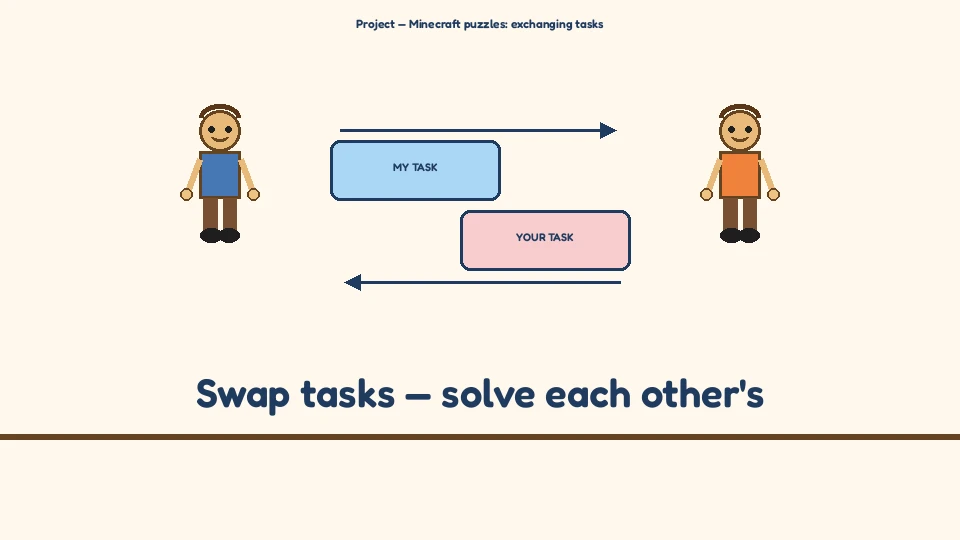 Project — Minecraft puzzles: exchanging tasks
MY TASK
YOUR TASK
Swap tasks — solve each other's